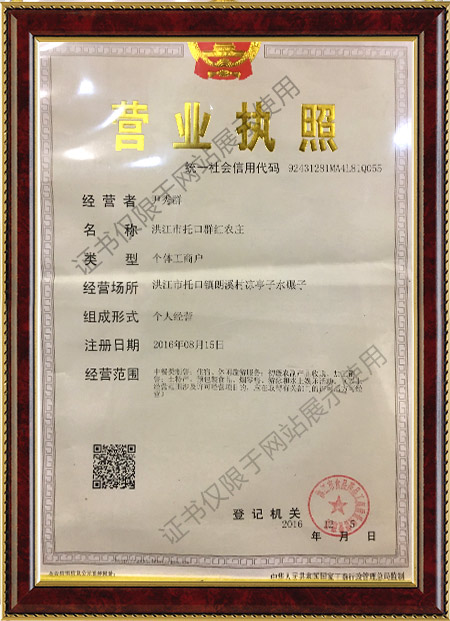 营业执照
统一社会信用代码 92431281MA4L81Q055
经营者 尹秀群
名称 洪江市托口群红农庄
类型 个体工商户
经营场所 洪江市托口镇朗溪村凉亭子水碾子
组成形式 个人经营
注册日期 2016年08月15日
经营范围
登记机关
2016 12 5
年 月 日
中华人民共和国国家工商行政管理总局监制
证书仅限于网站展示使用
证书仅限于网站展示使用